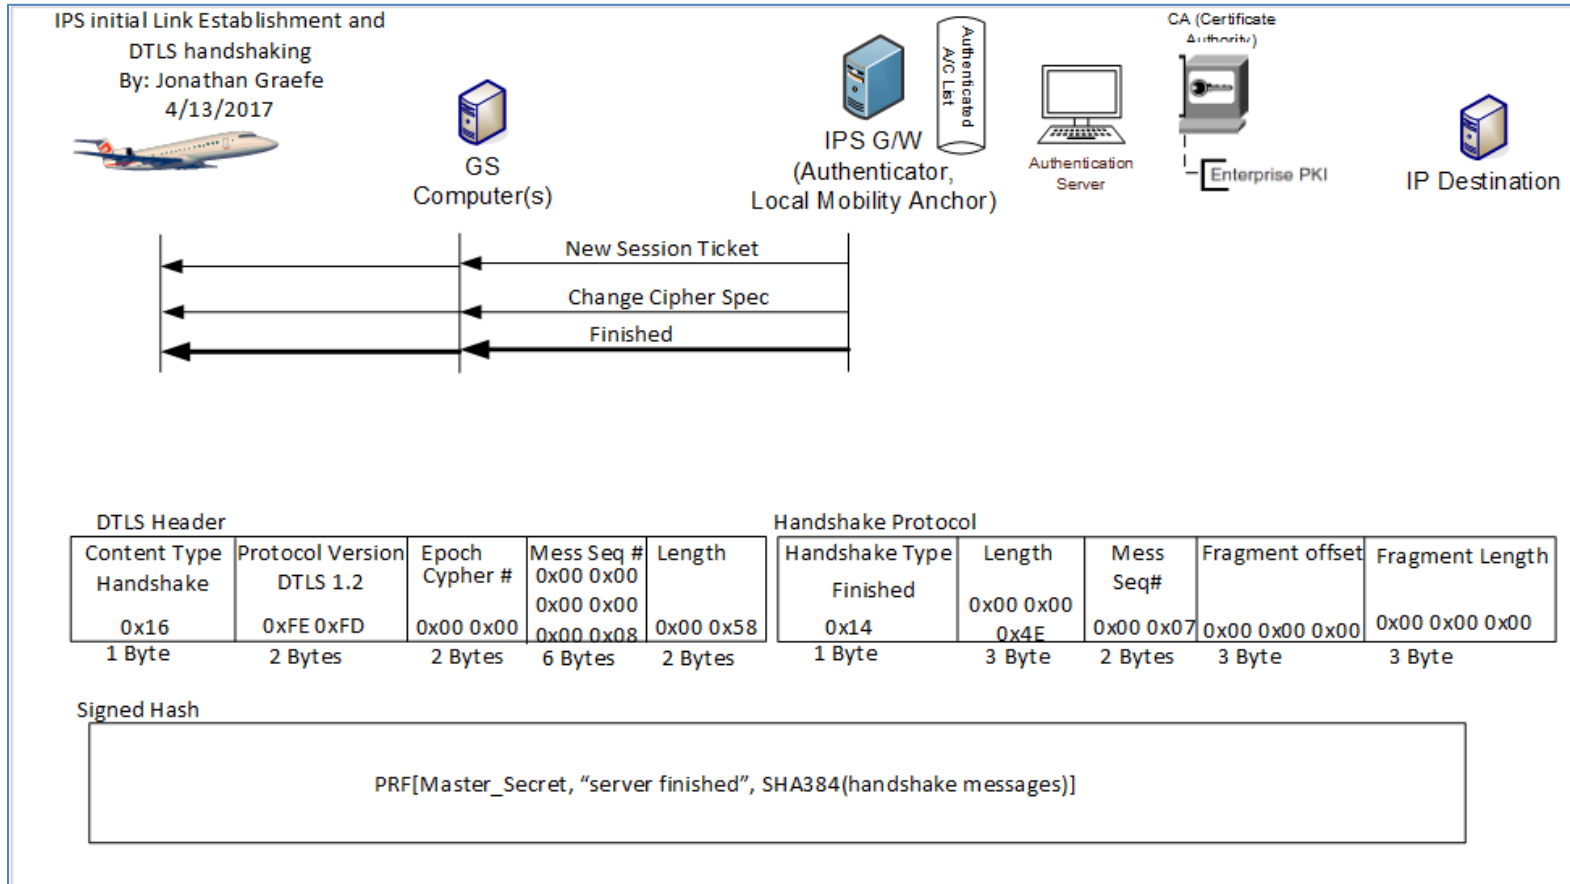 IPS initial Link Establishment and
DTLS handshaking
By: Jonathan Graefe
4/13/2017
GS
Computer(s)
IPS G/W
(Authenticator,
Local Mobility Anchor)
Authenticated
A/C List
Authentication
Server
CA (Certificate
Authority)
Enterprise PKI
IP Destination
New Session Ticket
Change Cipher Spec
Finished
DTLS Header
Content Type
Handshake
0x16
1 Byte
Protocol Version
DTLS 1.2
0xFE 0xFD
2 Bytes
Epoch
Cypher #
0x00 0x00
2 Bytes
Mess Seq #
0x00 0x00
0x00 0x00
0x00 0x08
6 Bytes
Length
0x00 0x58
2 Bytes
Handshake Protocol
Handshake Type
Finished
0x14
1 Byte
Length
0x00 0x00
0x4E
3 Byte
Mess
Seq#
0x00 0x07
2 Bytes
Fragment offset
0x00 0x00 0x00
3 Byte
Fragment Length
0x00 0x00 0x00
3 Byte
Signed Hash
PRF[Master_Secret, “server finished”, SHA384(handshake messages)]